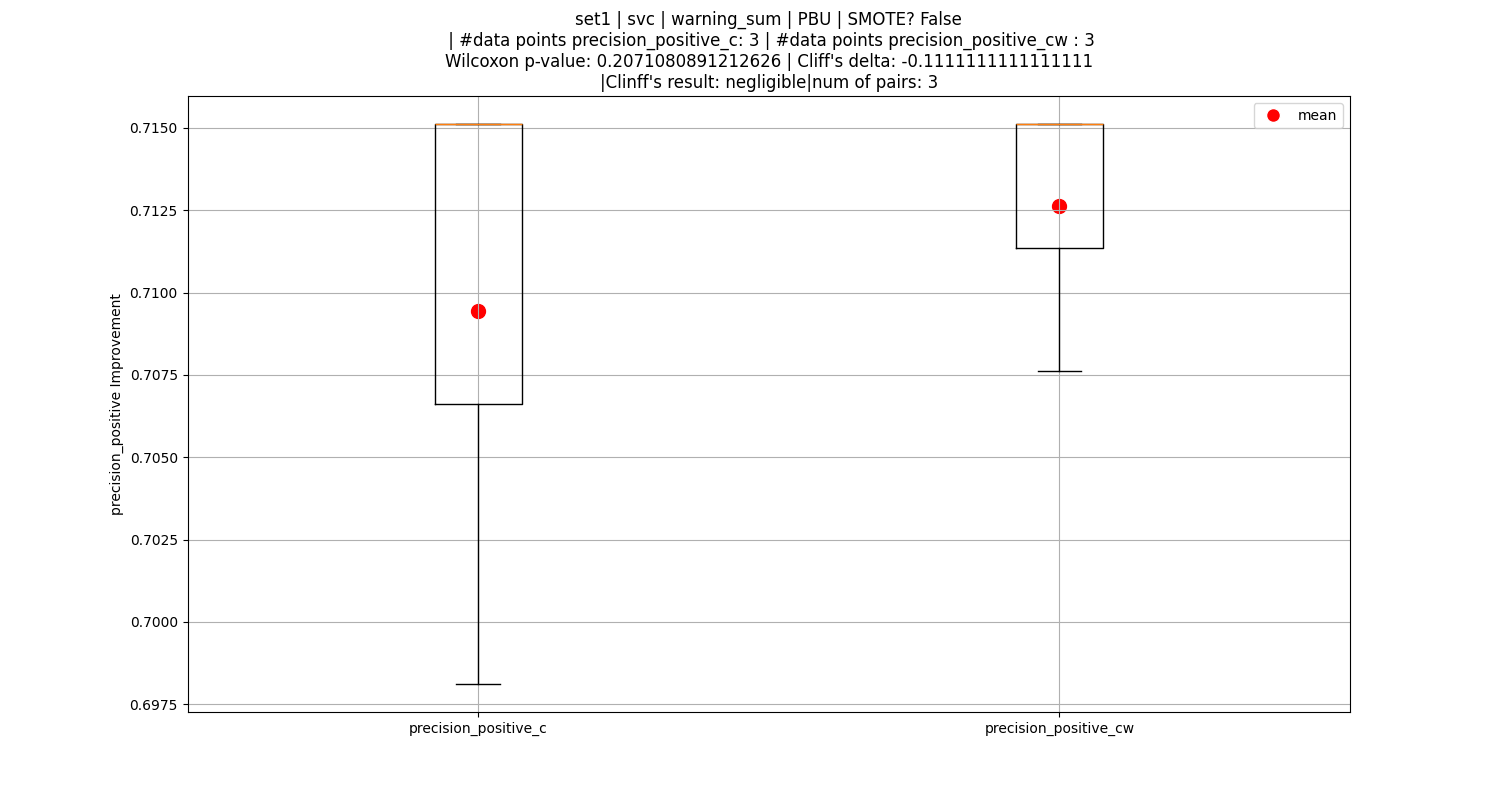 set1 | svc | warning_sum | PBU | SMOTE? False
| #data points precision_positive_c: 3 | #data points precision_positive_cw : 3
Wilcoxon p-value: 0.2071080891212626 | Cliff's delta: -0.1111111111111111
|Clinff's result: negligible|num of pairs: 3
mean
precision_positive Improvement
0.7150
0.7125
0.7100
0.7075
0.7050
0.7025
0.7000
0.6975
precision_positive_c
precision_positive_cw